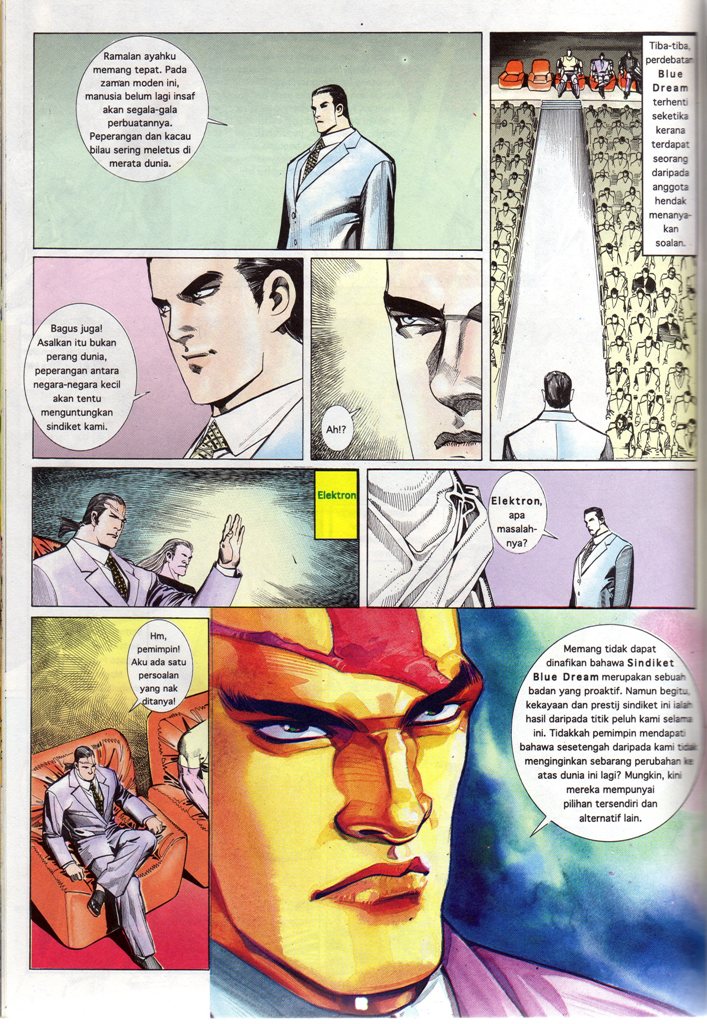 Ramalan ayahku
memang tepat. Pada
zaman moden ini,
manusia belum lagi insaf
akan segala-gala
perbuatannya.
Peperangan dan kacau
bilau sering meletus di
merata dunia.
Tiba-tiba,
perdebatan
Blue
Dream
terhenti
seketika
kerana
terdapat
seorang
daripada
anggota
hendak
menanya-
kan
soalan.
Bagus juga!
Asalkan itu bukan
perang dunia,
peperangan antara
negara-negara kecil
akan tentu
menguntungkan
sindiket kami.
Ah!?
Elektron
Elektron,
apa
masalah-
nya?
Hm,
pemimpin!
Aku ada satu
persoalan
yang nak
ditanya!
Memang tidak dapat
dinafikan bahawa Sindiket
Blue Dream merupakan sebuah
badan yang proaktif. Namun begitu,
kekayaan dan prestij sindiket ini ialah
hasil daripada titik peluh kami selama
ini. Tidakkah pemimpin mendapati
bahawa sesetengah daripada kami tidak
menginginkan sebarang perubahan ke
atas dunia ini lagi? Mungkin, kini
mereka mempunyai
pilihan tersendiri dan
alternatif lain.